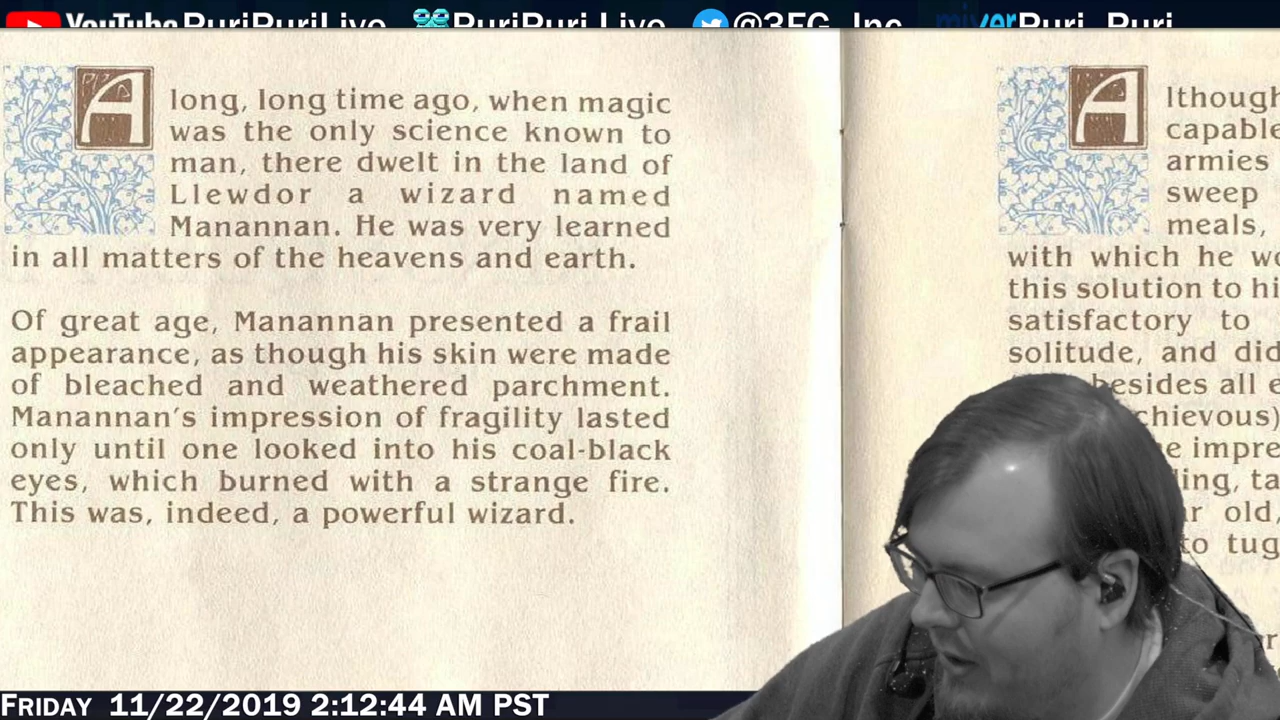 YouTube PuriPuriLive PuriPuri Live @3FG_Inc mixer Puri_Puri
A long, long time ago, when magic
was the only science known to
man, there dwelt in the land of
Llewdor a wizard named
Manannan. He was very learned
in all matters of the heavens and earth.
Of great age, Manannan presented a frail
appearance, as though his skin were made
of bleached and weathered parchment.
Manannan's impression of fragility lasted
only until one looked into his coal-black
eyes, which burned with a strange fire.
This was, indeed, a powerful wizard.
Although
capable
armies
sweep
meals,
with which he wo
this solution to hi
satisfactory to
solitude, and did
besides all e
chievous)
e impre
ling, ta
r old,
to tug
FRIDAY 11/22/2019 2:12:44 AM PST